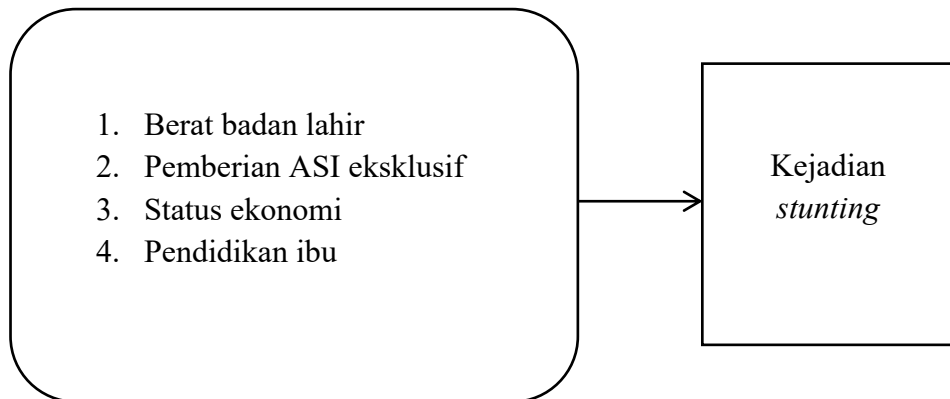 1. Berat badan lahir
2. Pemberian ASI eksklusif
3. Status ekonomi
4. Pendidikan ibu
Kejadian
stunting